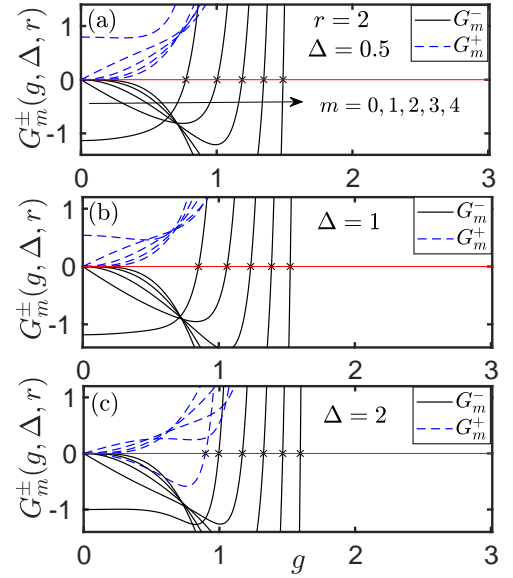 (a)
r = 2
Δ = 0.5
G_m^-
G_m^+
m = 0, 1, 2, 3, 4
G_m^±(g, Δ, r)
1
0
-1
0 1 2 3
(b)
Δ = 1
G_m^-
G_m^+
G_m^±(g, Δ, r)
1
0
-1
0 1 2 3
(c)
Δ = 2
G_m^-
G_m^+
G_m^±(g, Δ, r)
1
0
-1
0 1 2 3
g